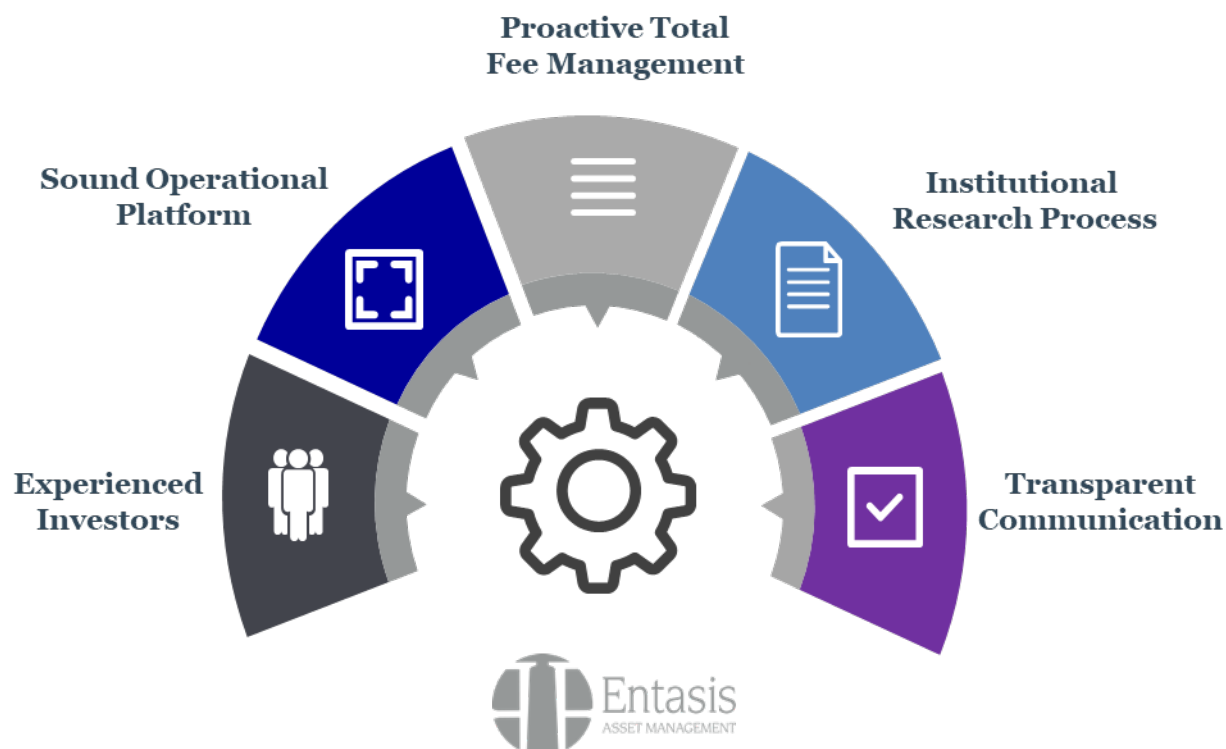 Proactive Total
Fee Management
Sound Operational
Platform
Institutional
Research Process
Experienced
Investors
Transparent
Communication
Entasis
ASSET MANAGEMENT